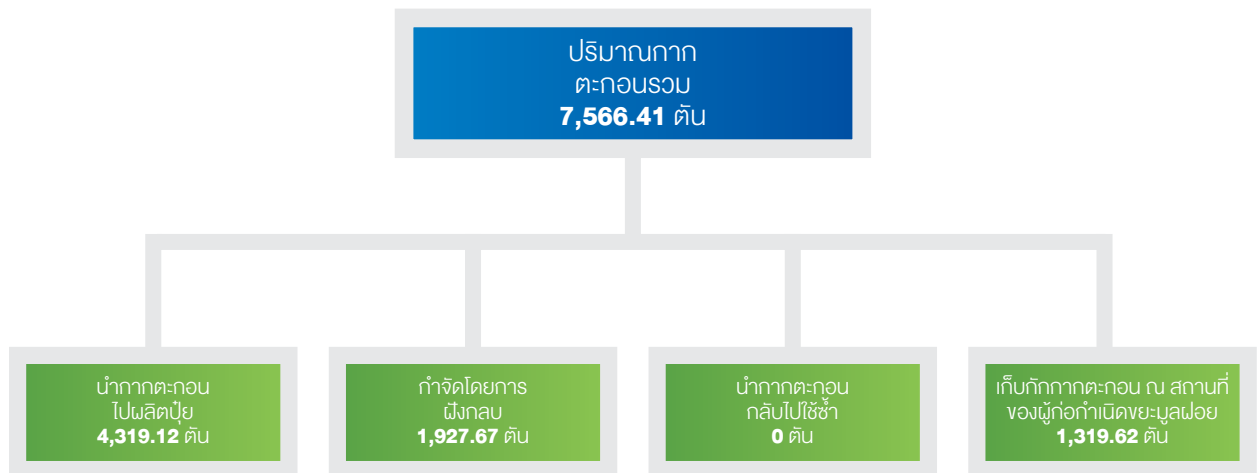 ปริมาณกาก
ตะกอนรวม
7,566.41 ตัน
นำกากตะกอน
ไปผลิตปุ๋ย
4,319.12 ตัน
กำจัดโดยการ
ฝังกลบ
1,927.67 ตัน
นำกากตะกอน
กลับไปใช้ซ้ำ
0 ตัน
เก็บกักกากตะกอน ณ สถานที่
ของผู้ก่อกำเนิดขยะมูลฝอย
1,319.62 ตัน